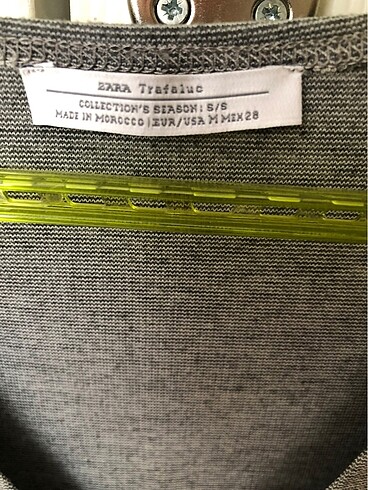 ZARA Trafaluc
COLLECTION'S SEASON: S/S
MADE IN MOROCCO | EUR/USA M MEX 28